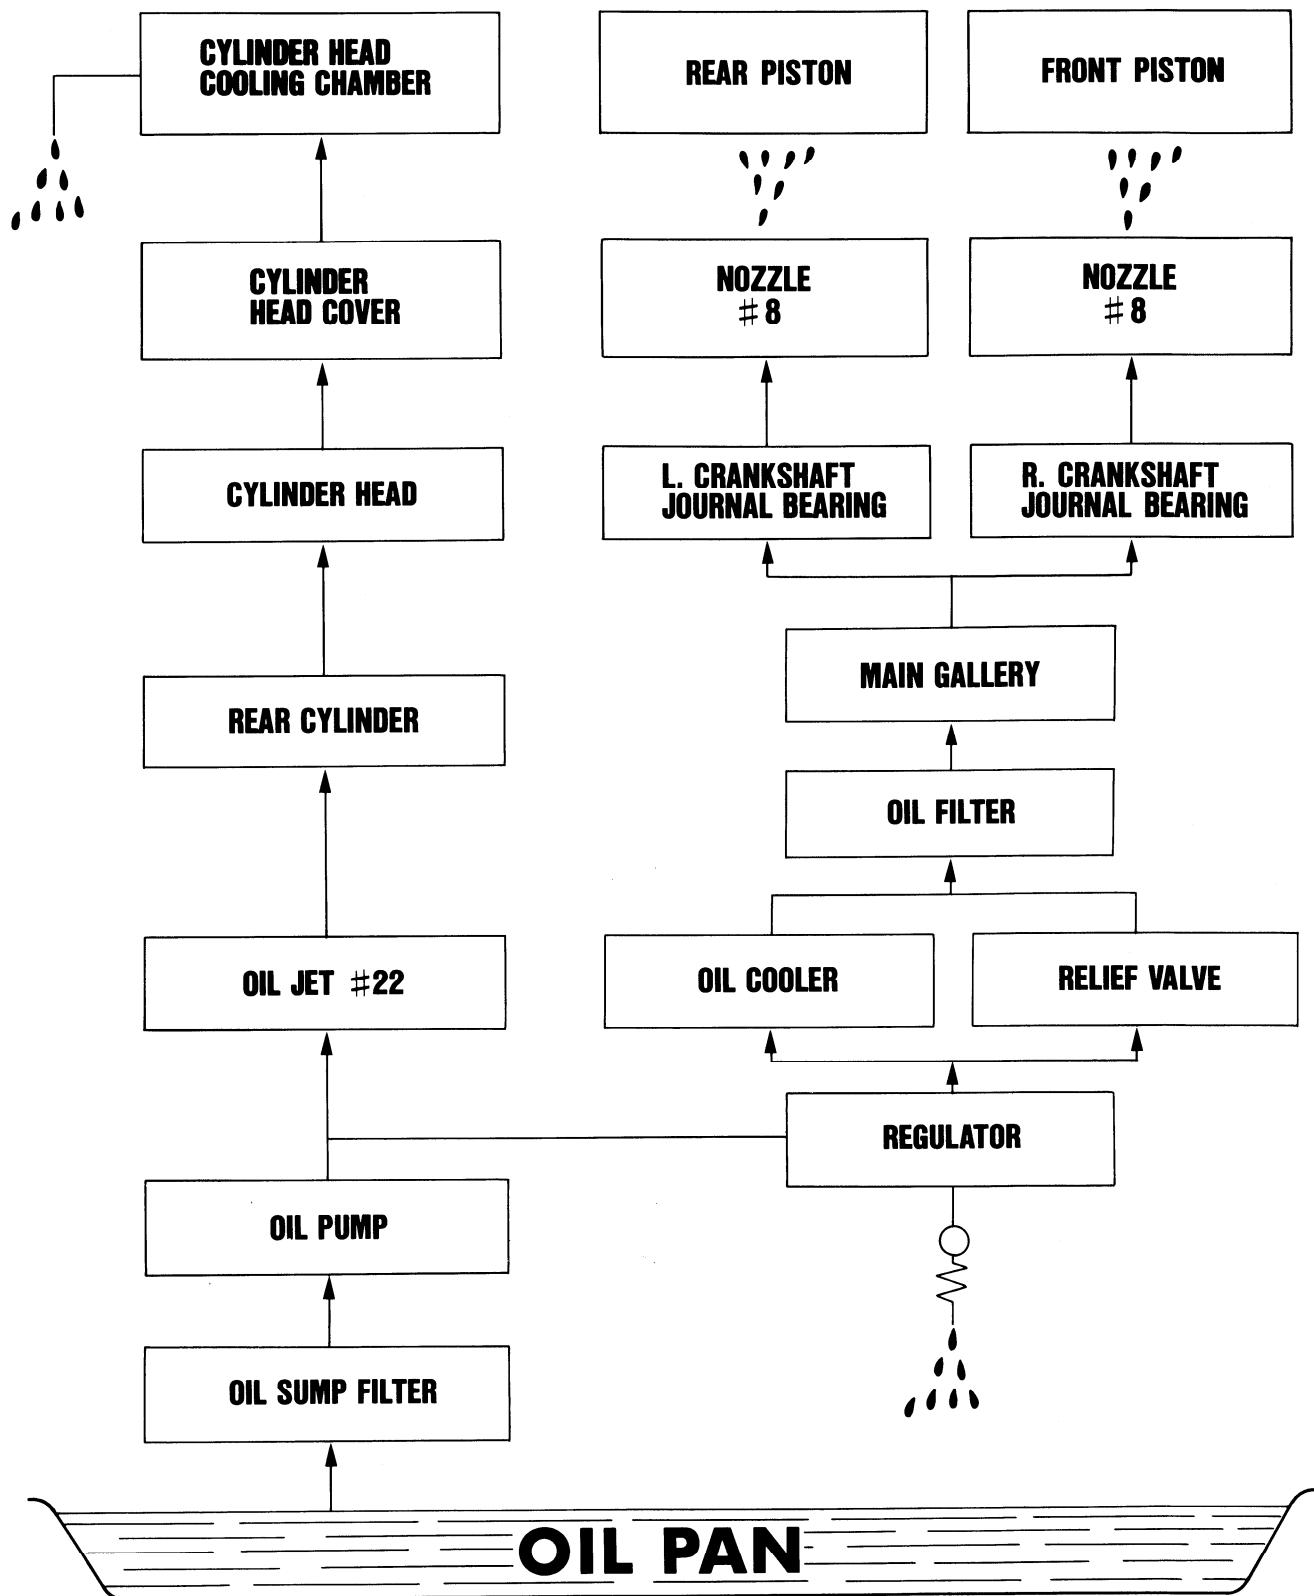 CYLINDER HEAD
COOLING CHAMBER
REAR PISTON
FRONT PISTON
CYLINDER
HEAD COVER
NOZZLE
#8
NOZZLE
#8
CYLINDER HEAD
L. CRANKSHAFT
JOURNAL BEARING
R. CRANKSHAFT
JOURNAL BEARING
MAIN GALLERY
REAR CYLINDER
OIL FILTER
OIL JET #22
OIL COOLER
RELIEF VALVE
REGULATOR
OIL PUMP
OIL SUMP FILTER
OIL PAN